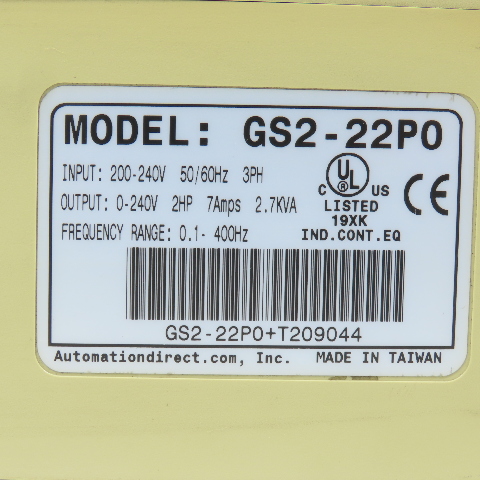 MODEL: GS2-22P0
INPUT: 200-240V 50/60Hz 3PH
OUTPUT: 0-240V 2HP 7Amps 2.7KVA
FREQUENCY RANGE: 0.1- 400Hz
C UL US
®
LISTED
19XK
IND.CONT.EQ
CE
GS2-22P0+T209044
Automationdirect.com, Inc. MADE IN TAIWAN